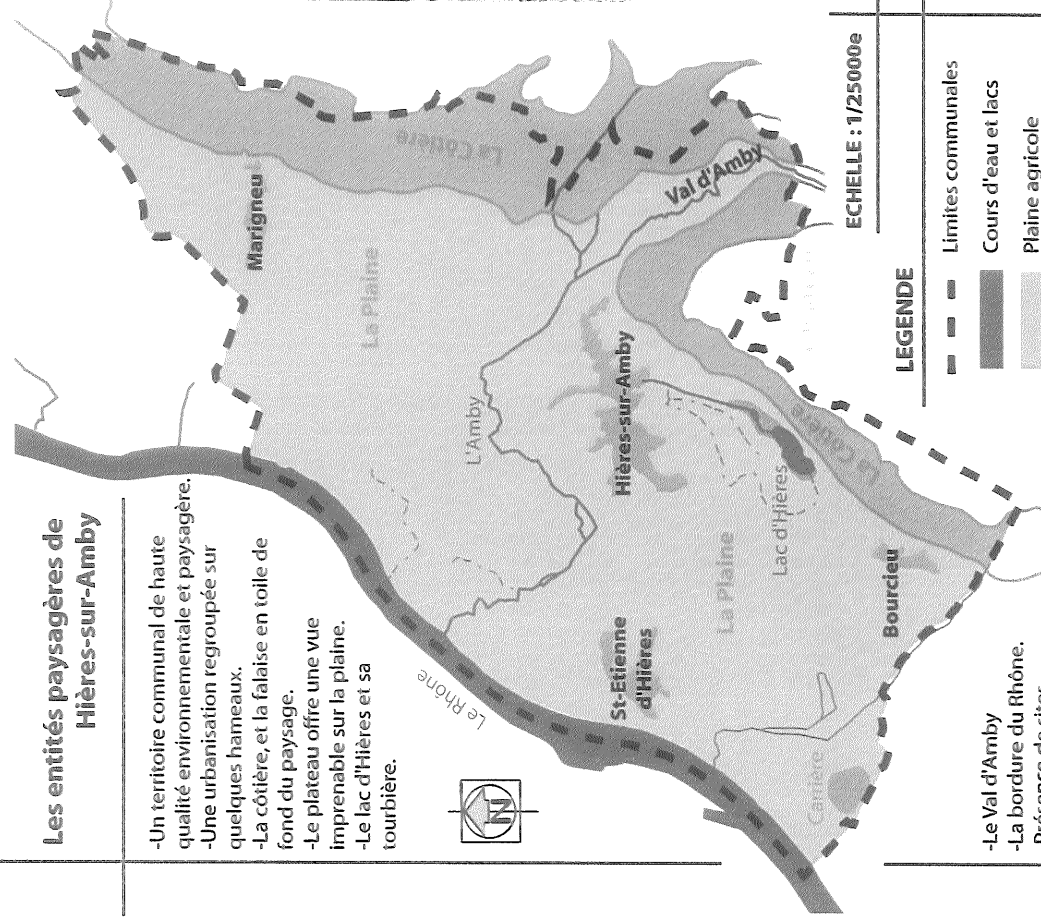 Les entités paysagères de
Hières-sur-Amby
-Un territoire communal de haute
qualité environnementale et paysagère.
-Une urbanisation regroupée sur
quelques hameaux.
-La côtière, et la falaise en toile de
fond du paysage.
-Le plateau offre une vue
imprenable sur la plaine.
-Le lac d'Hières et sa
tourbière.
N
Le Rhône
Marigneu
La Plaine
La Côtière
L'Amby
Val d'Amby
Hières-sur-Amby
St-Etienne
d'Hières
La Plaine
Lac d'Hières
La Côtière
Bourcieu
Carrière
-Le Val d'Amby
-La bordure du Rhône.
ECHELLE : 1/25000e
LEGENDE
Limites communales
Cours d'eau et lacs
Plaine agricole